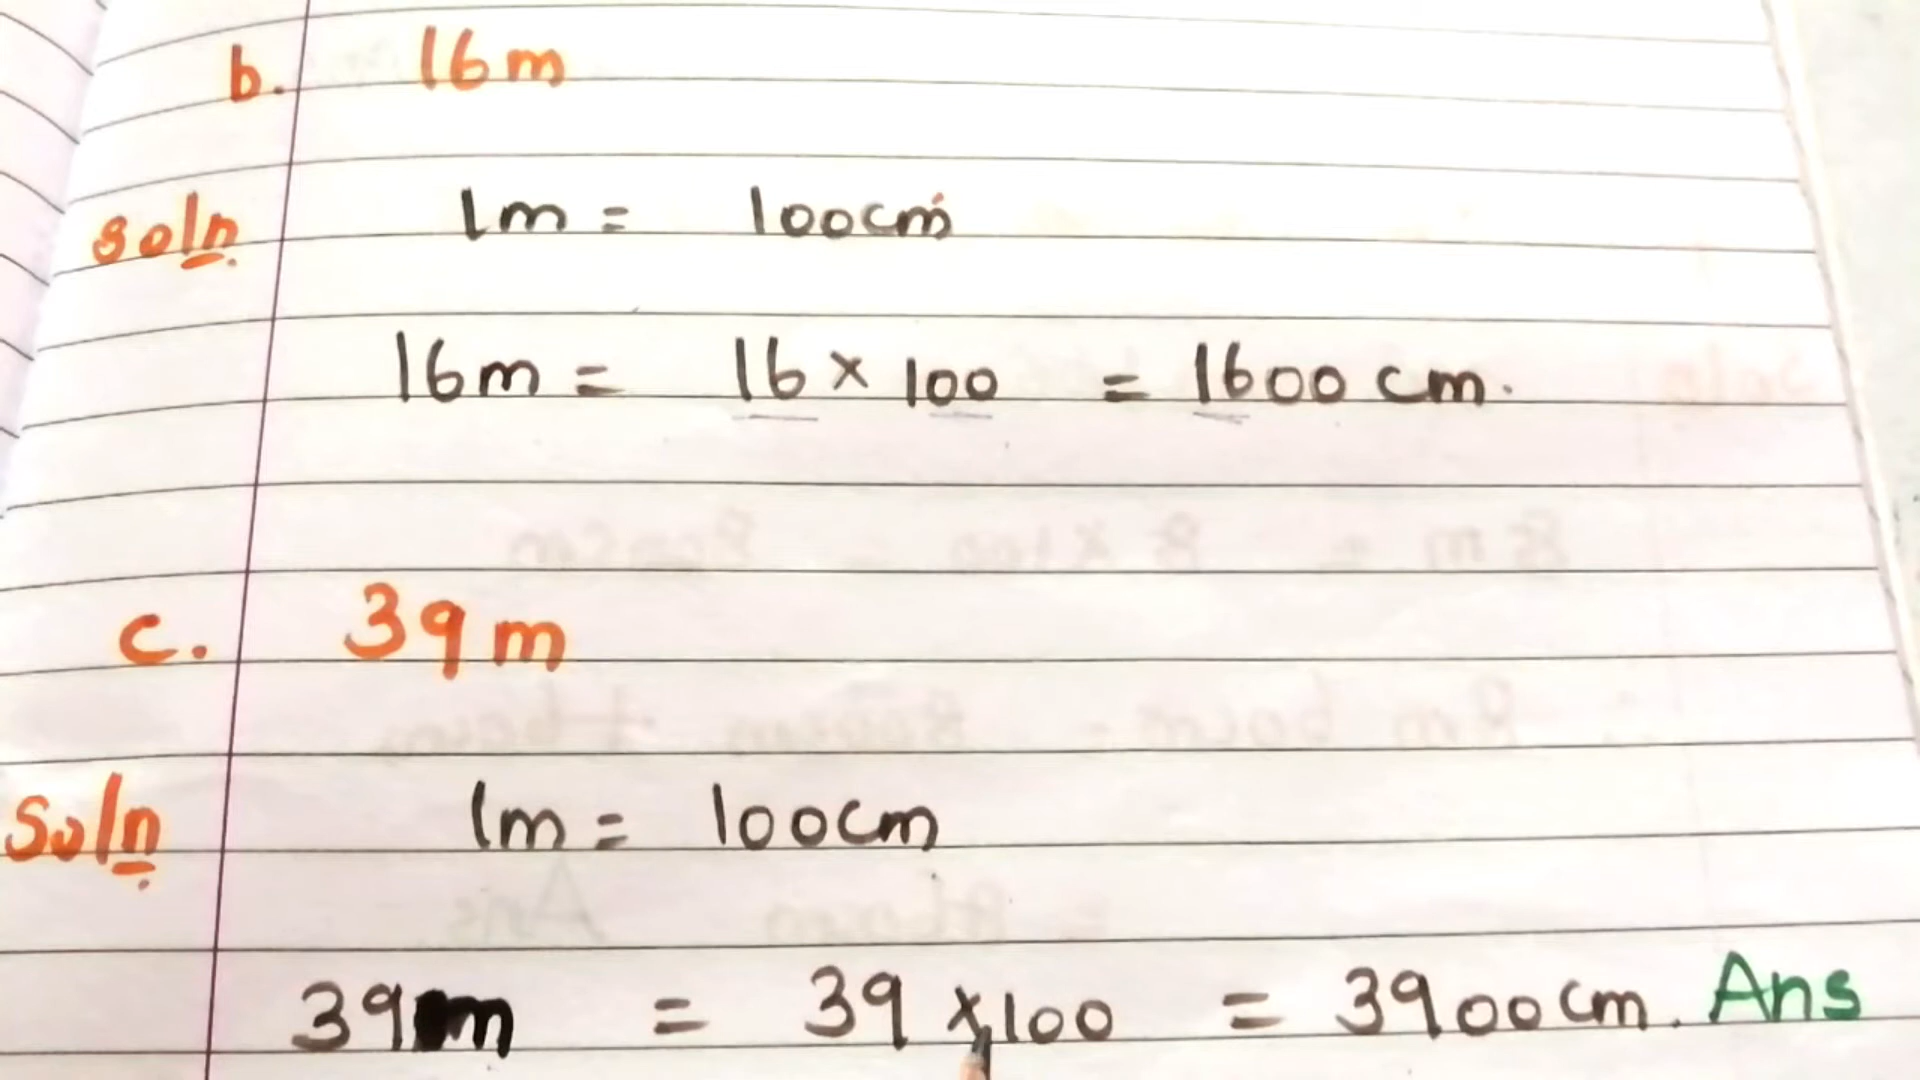 b. 16m
soln 1m = 100cm
16m = 16 × 100 = 1600 cm.
c. 39m
Soln 1m = 100cm
39m = 39 × 100 = 3900cm. Ans